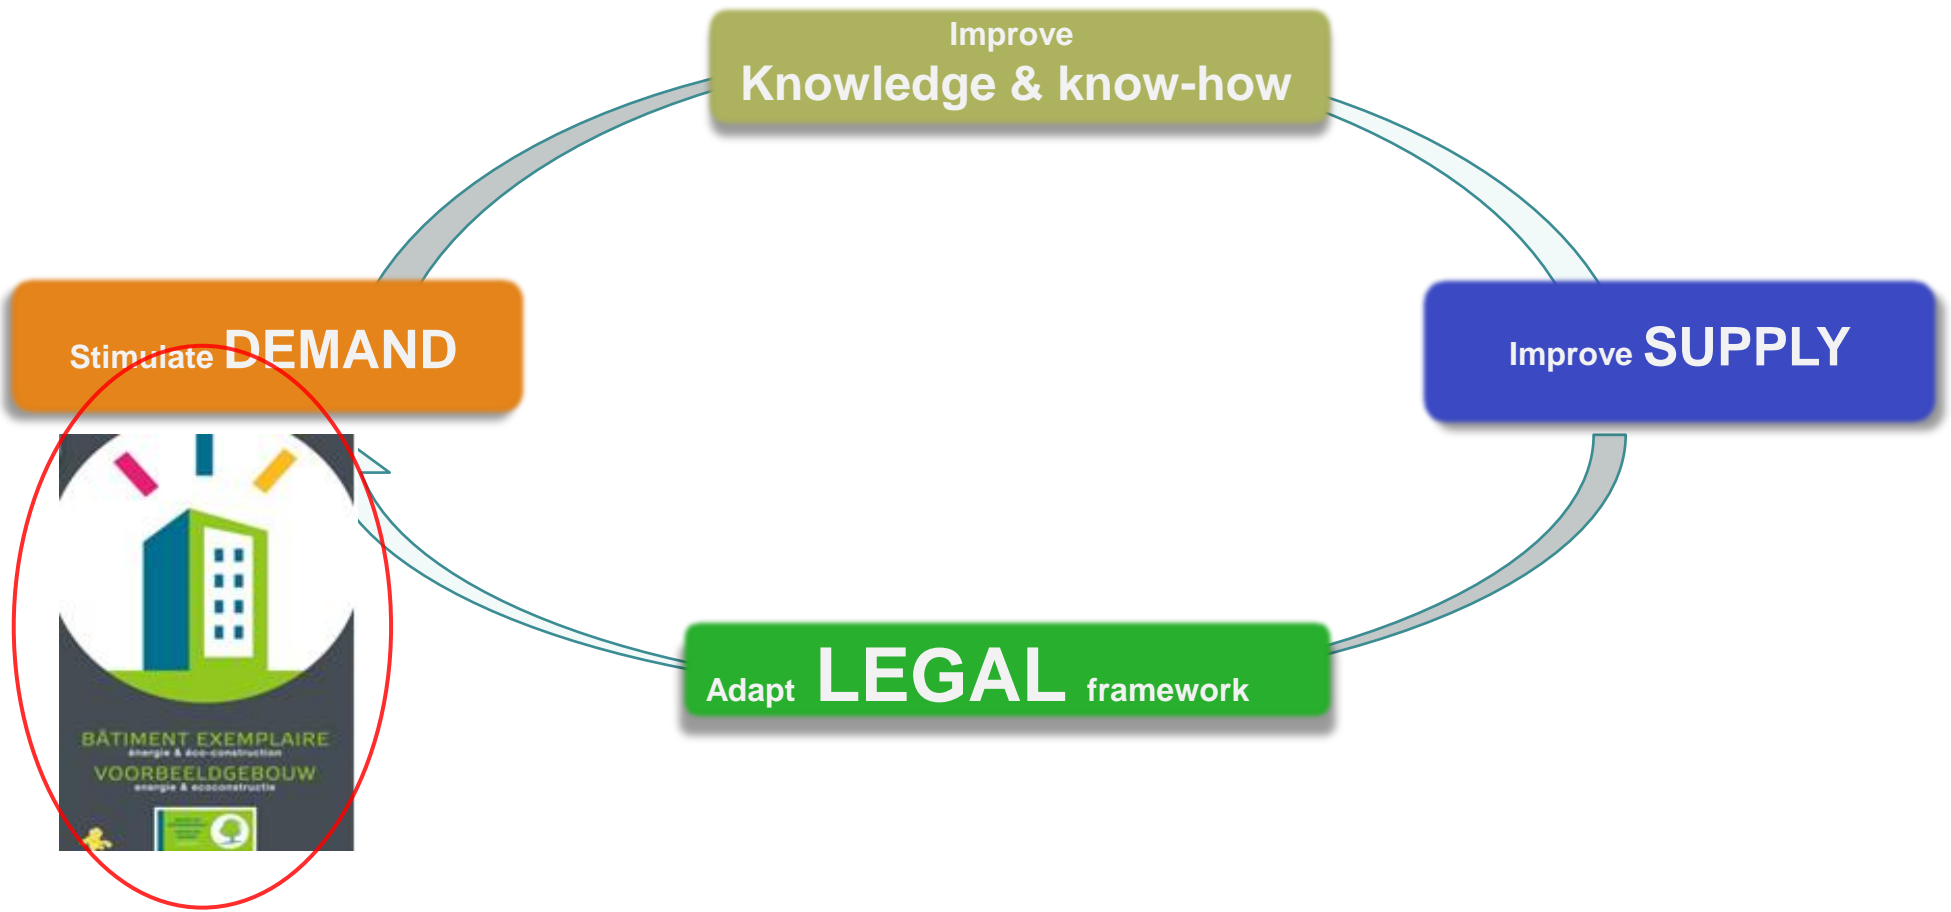 Improve
Knowledge & know-how
Stimulate DEMAND
Improve SUPPLY
Adapt LEGAL framework
BÂTIMENT EXEMPLAIRE
énergie & éco-construction
VOORBEELDGEBOUW
energie & ecoconstructie